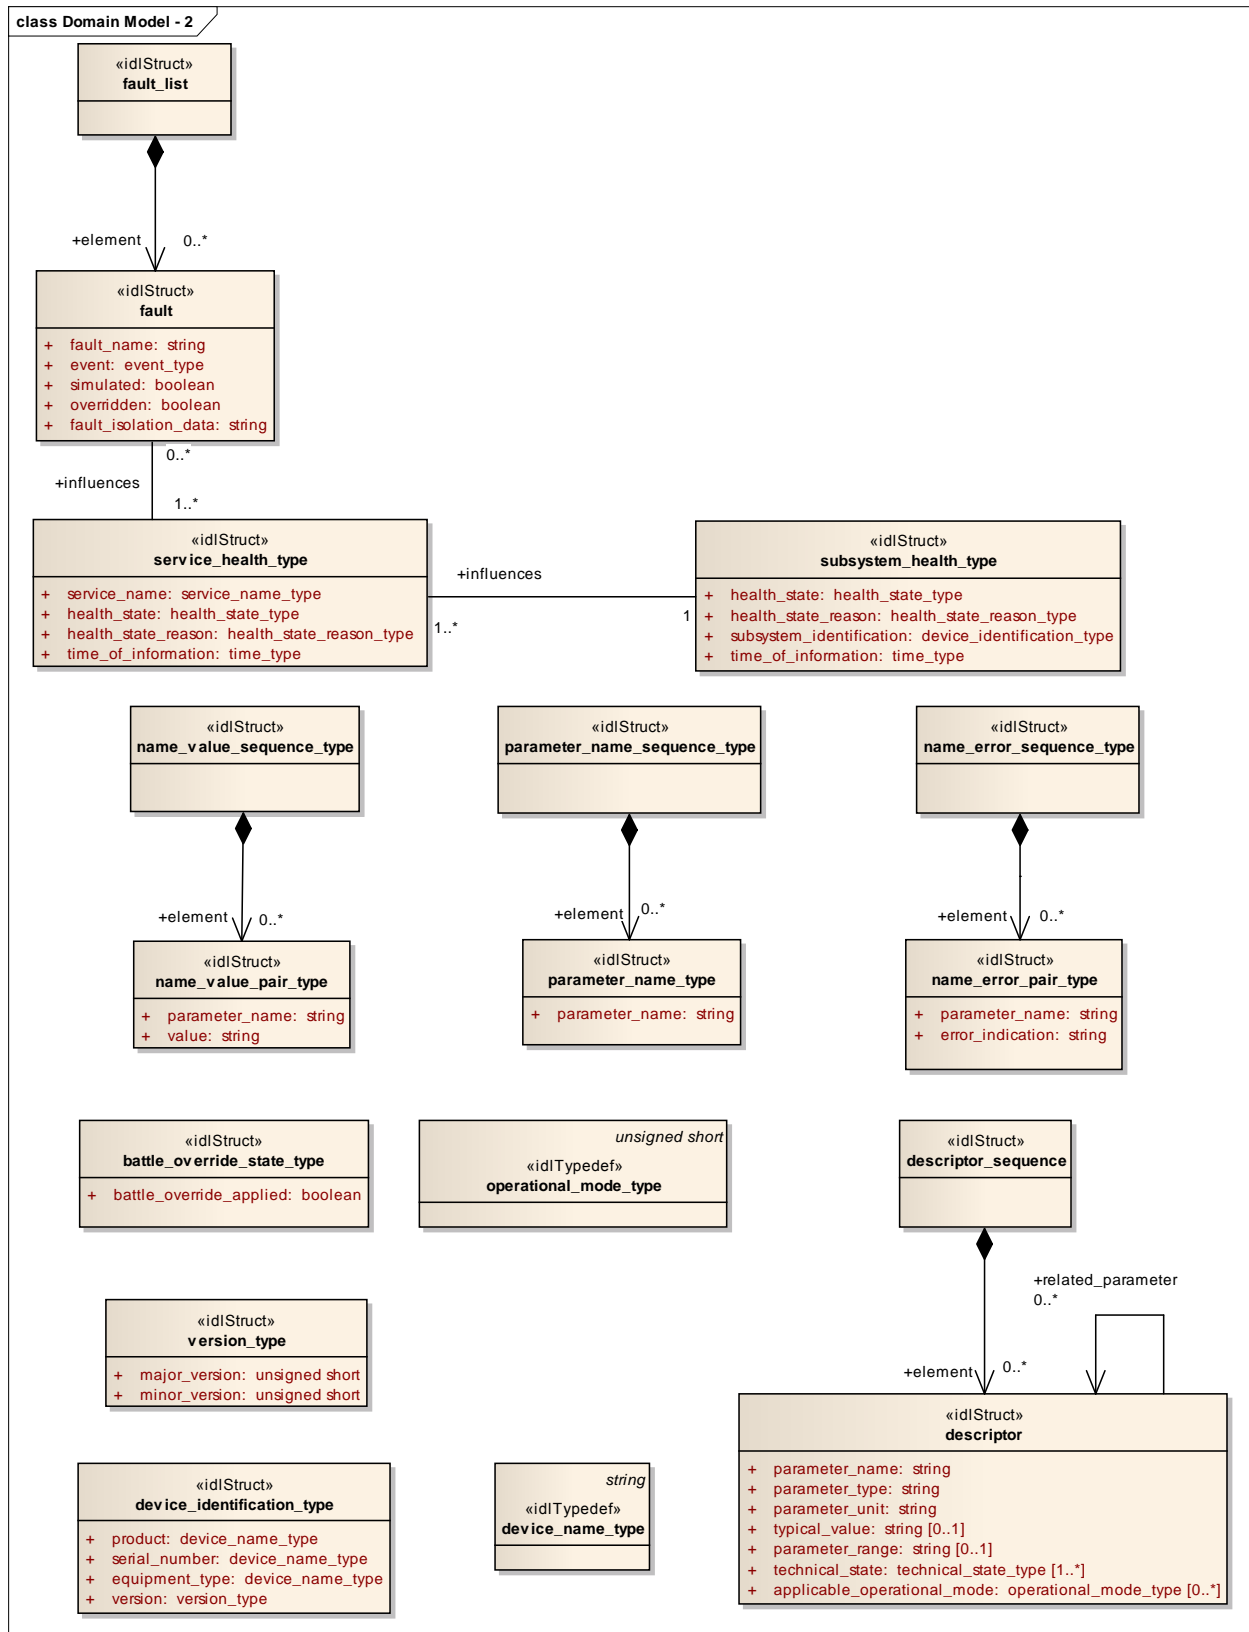 class Domain Model - 2
«idlStruct»
fault_list
+element 0..*
«idlStruct»
fault
+ fault_name: string
+ event: event_type
+ simulated: boolean
+ overridden: boolean
+ fault_isolation_data: string
0..*
+influences
1..*
«idlStruct»
service_health_type
+ service_name: service_name_type
+ health_state: health_state_type
+ health_state_reason: health_state_reason_type
+ time_of_information: time_type
+influences
1..* 1
«idlStruct»
subsystem_health_type
+ health_state: health_state_type
+ health_state_reason: health_state_reason_type
+ subsystem_identification: device_identification_type
+ time_of_information: time_type
«idlStruct»
name_value_sequence_type
+element 0..*
«idlStruct»
name_value_pair_type
+ parameter_name: string
+ value: string
«idlStruct»
parameter_name_sequence_type
+element 0..*
«idlStruct»
parameter_name_type
+ parameter_name: string
«idlStruct»
name_error_sequence_type
+element 0..*
«idlStruct»
name_error_pair_type
+ parameter_name: string
+ error_indication: string
«idlStruct»
battle_override_state_type
+ battle_override_applied: boolean
unsigned short
«idlTypedef»
operational_mode_type
«idlStruct»
descriptor_sequence
+related_parameter
0..*
+element 0..*
«idlStruct»
version_type
+ major_version: unsigned short
+ minor_version: unsigned short
«idlStruct»
device_identification_type
+ product: device_name_type
+ serial_number: device_name_type
+ equipment_type: device_name_type
+ version: version_type
string
«idlTypedef»
device_name_type
«idlStruct»
descriptor
+ parameter_name: string
+ parameter_type: string
+ parameter_unit: string
+ typical_value: string [0..1]
+ parameter_range: string [0..1]
+ technical_state: technical_state_type [1..*]
+ applicable_operational_mode: operational_mode_type [0..*]